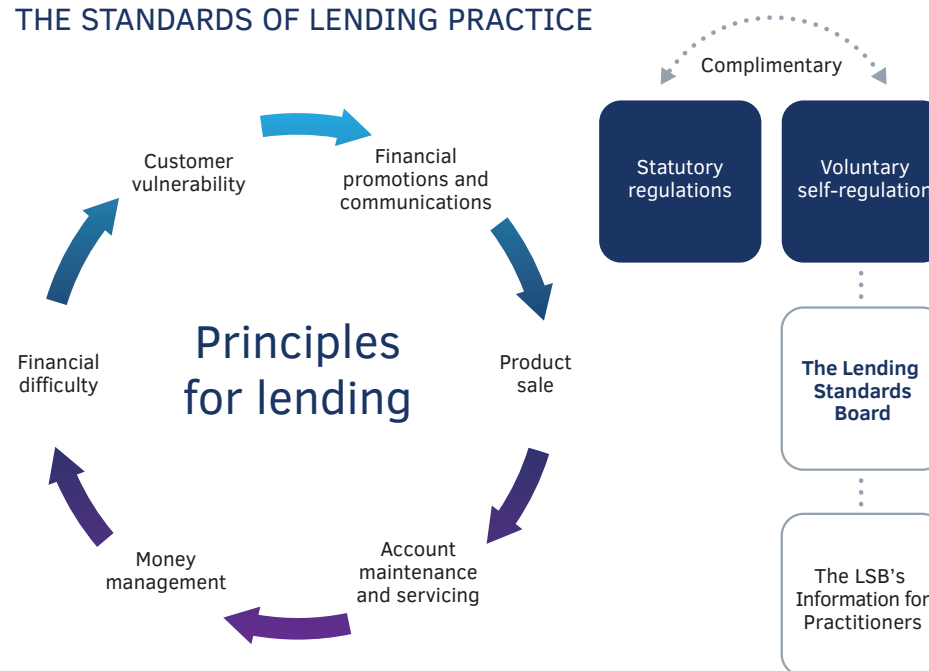 THE STANDARDS OF LENDING PRACTICE
Customer
vulnerability
Financial
promotions and
communications
Product
sale
Account
maintenance
and servicing
Money
management
Financial
difficulty
Principles
for lending
Complimentary
Statutory
regulations
Voluntary
self-regulation
The Lending
Standards
Board
The LSB's
Information for
Practitioners